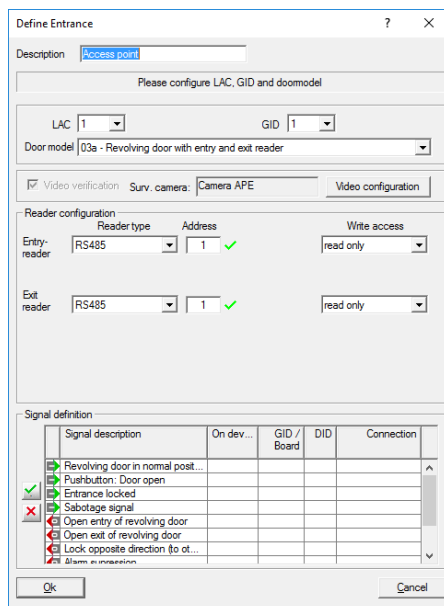 Define Entrance ? X
Description Access point
Please configure LAC, GID and doormodel
LAC 1 GID 1
Door model 03a - Revolving door with entry and exit reader
Video verification Surv. camera: Camera APE Video configuration
Reader configuration
Reader type Address Write access
Entry-
reader RS485 1 read only
Exit
reader RS485 1 read only
Signal definition
Signal description On dev... GID /
Board DID Connection
Revolving door in normal posit...
Pushbutton: Door open
Entrance locked
Sabotage signal
Open entry of revolving door
Open exit of revolving door
Lock opposite direction (to ot...
Alarm supression
Ok Cancel